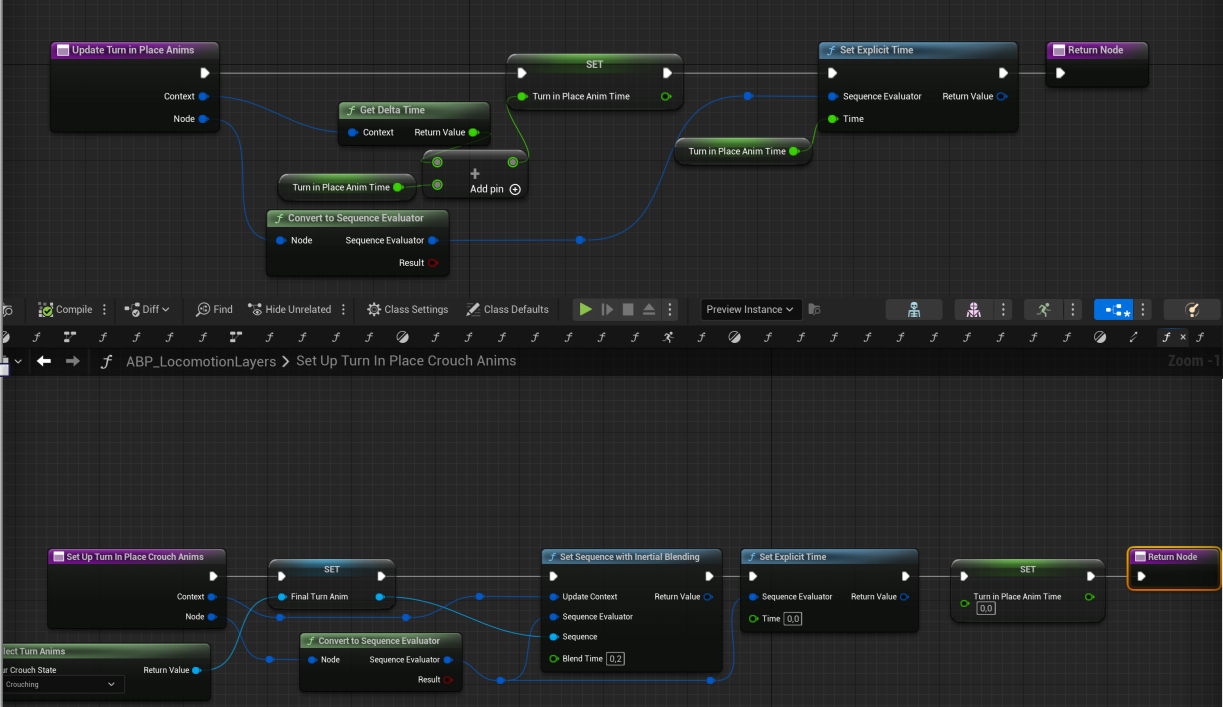 Update Turn in Place Anims
Context
Node
Get Delta Time
Context Return Value
SET
Turn in Place Anim Time
Set Explicit Time
Sequence Evaluator Return Value
Time
Return Node
Turn in Place Anim Time
Add pin
Turn in Place Anim Time
Convert to Sequence Evaluator
Node Sequence Evaluator
Result
Compile Diff Find Hide Unrelated Class Settings Class Defaults Preview Instance
ABP_LocomotionLayers > Set Up Turn In Place Crouch Anims Zoom -1
Set Up Turn In Place Crouch Anims
Context
Node
SET
Final Turn Anim
Set Sequence with Inertial Blending
Update Context Return Value
Sequence Evaluator
Sequence
Blend Time 0,2
Set Explicit Time
Sequence Evaluator Return Value
Time 0,0
SET
Turn in Place Anim Time
0,0
Return Node
Convert to Sequence Evaluator
Node Sequence Evaluator
Result
lect Turn Anims
ur Crouch State Return Value
Crouching